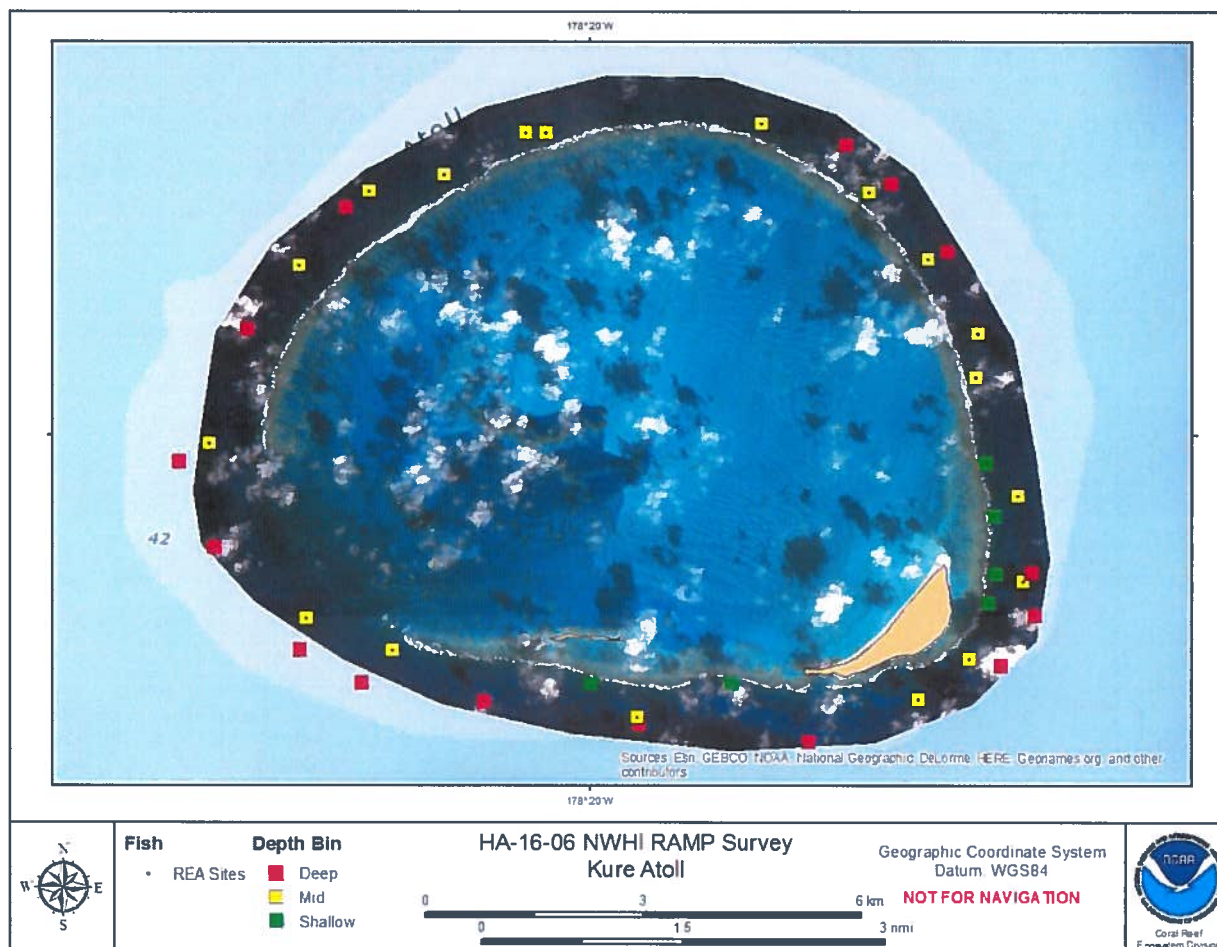 178°20'W
Atoll
42
Sources: Esri, GEBCO, NOAA, National Geographic, DeLorme, HERE, Geonames.org, and other
contributors
178°20'W
N
W E
S
Fish
REA Sites
Depth Bin
Deep
Mid
Shallow
HA-16-06 NWHI RAMP Survey
Kure Atoll
0 3 6 km
0 1.5 3 nmi
Geographic Coordinate System
Datum: WGS84
NOT FOR NAVIGATION
NOAA
Coral Reef
Ecosystem Division